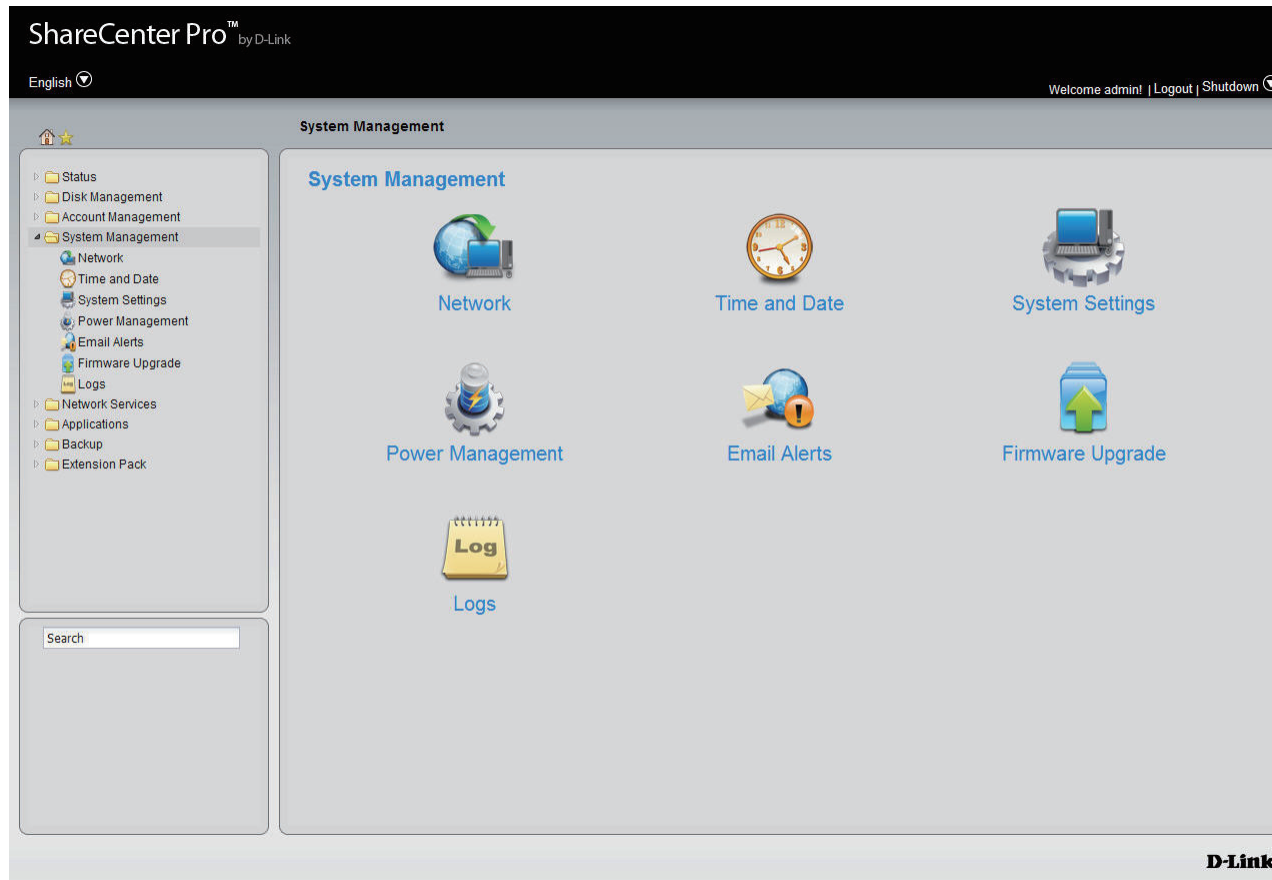 ShareCenter Pro™ by D-Link
English
Welcome admin! | Logout | Shutdown
System Management
Status
Disk Management
Account Management
System Management
Network
Time and Date
System Settings
Power Management
Email Alerts
Firmware Upgrade
Logs
Network Services
Applications
Backup
Extension Pack
Search
System Management
Network
Time and Date
System Settings
Power Management
Email Alerts
Firmware Upgrade
Log
Logs
D-Link